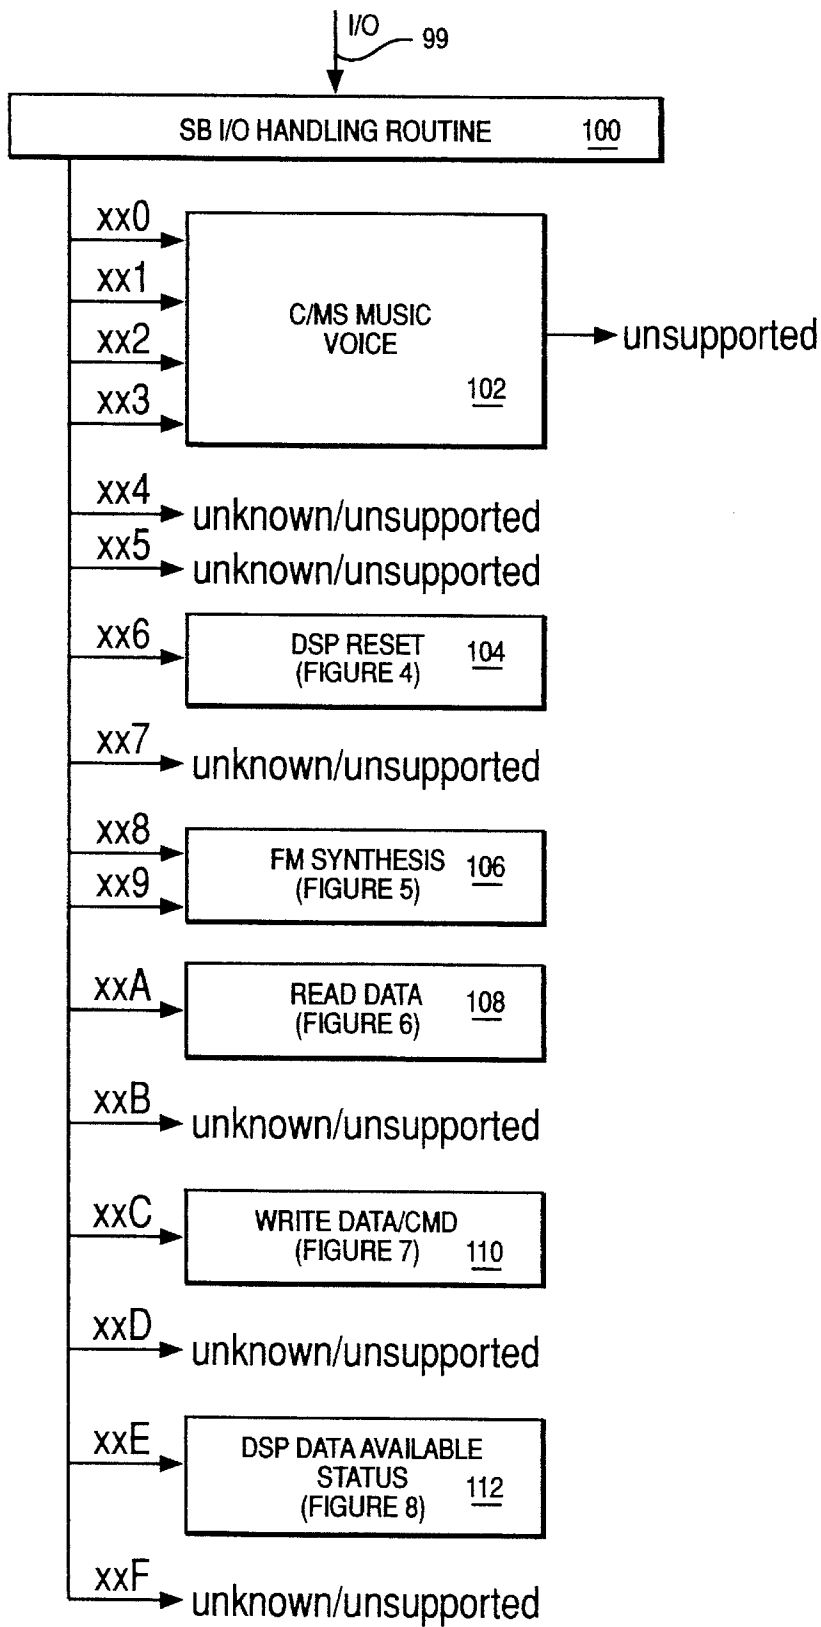 I/O
99
SB I/O HANDLING ROUTINE 100
xx0
xx1
xx2
xx3
C/MS MUSIC
VOICE
102
unsupported
xx4
unknown/unsupported
xx5
unknown/unsupported
xx6
DSP RESET 104
(FIGURE 4)
xx7
unknown/unsupported
xx8
xx9
FM SYNTHESIS 106
(FIGURE 5)
xxA
READ DATA 108
(FIGURE 6)
xxB
unknown/unsupported
xxC
WRITE DATA/CMD
(FIGURE 7) 110
xxD
unknown/unsupported
xxE
DSP DATA AVAILABLE
STATUS 112
(FIGURE 8)
xxF
unknown/unsupported